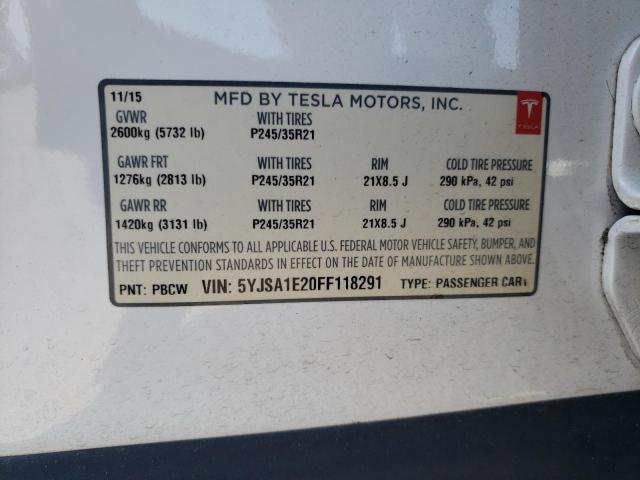 11/15 MFD BY TESLA MOTORS, INC.
GVWR WITH TIRES
2600kg (5732 lb) P245/35R21
TESLA
GAWR FRT WITH TIRES RIM COLD TIRE PRESSURE
1276kg (2813 lb) P245/35R21 21X8.5 J 290 kPa, 42 psi
GAWR RR WITH TIRES RIM COLD TIRE PRESSURE
1420kg (3131 lb) P245/35R21 21X8.5 J 290 kPa, 42 psi
THIS VEHICLE CONFORMS TO ALL APPLICABLE U.S. FEDERAL MOTOR VEHICLE SAFETY, BUMPER, AND
THEFT PREVENTION STANDARDS IN EFFECT ON THE DATE OF MANUFACTURE SHOWN ABOVE.
PNT: PBCW VIN: 5YJSA1E20FF118291 TYPE: PASSENGER CAR